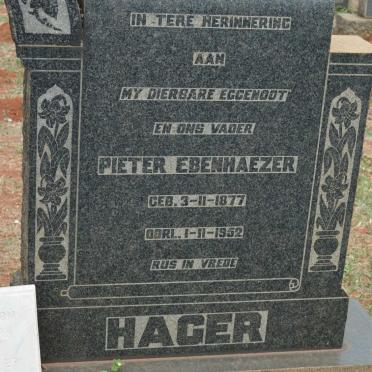 IN TERE HERINNERING
AAN
MY DIERBARE EGGENOOT
EN ONS VADER
PIETER EBENHAEZER
GEB. 3-11-1877
OORL. 1-11-1952
RUS IN VREDE
HAGER